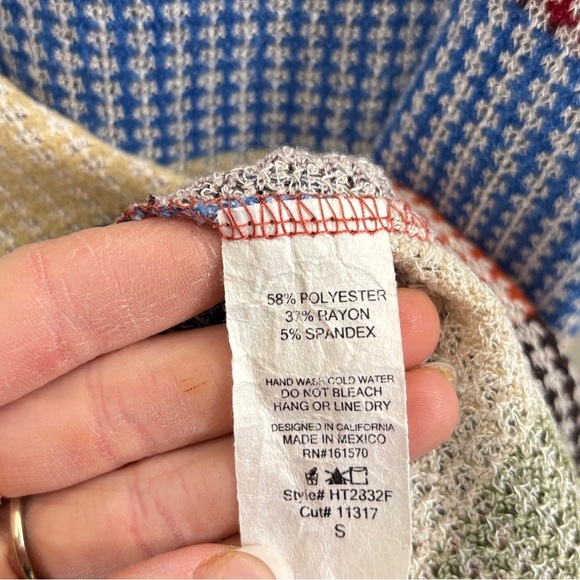 58% POLYESTER
37% RAYON
5% SPANDEX
HAND WASH COLD WATER
DO NOT BLEACH
HANG OR LINE DRY
DESIGNED IN CALIFORNIA
MADE IN MEXICO
RN#161570
Style# HT2832F
Cut# 11317
S